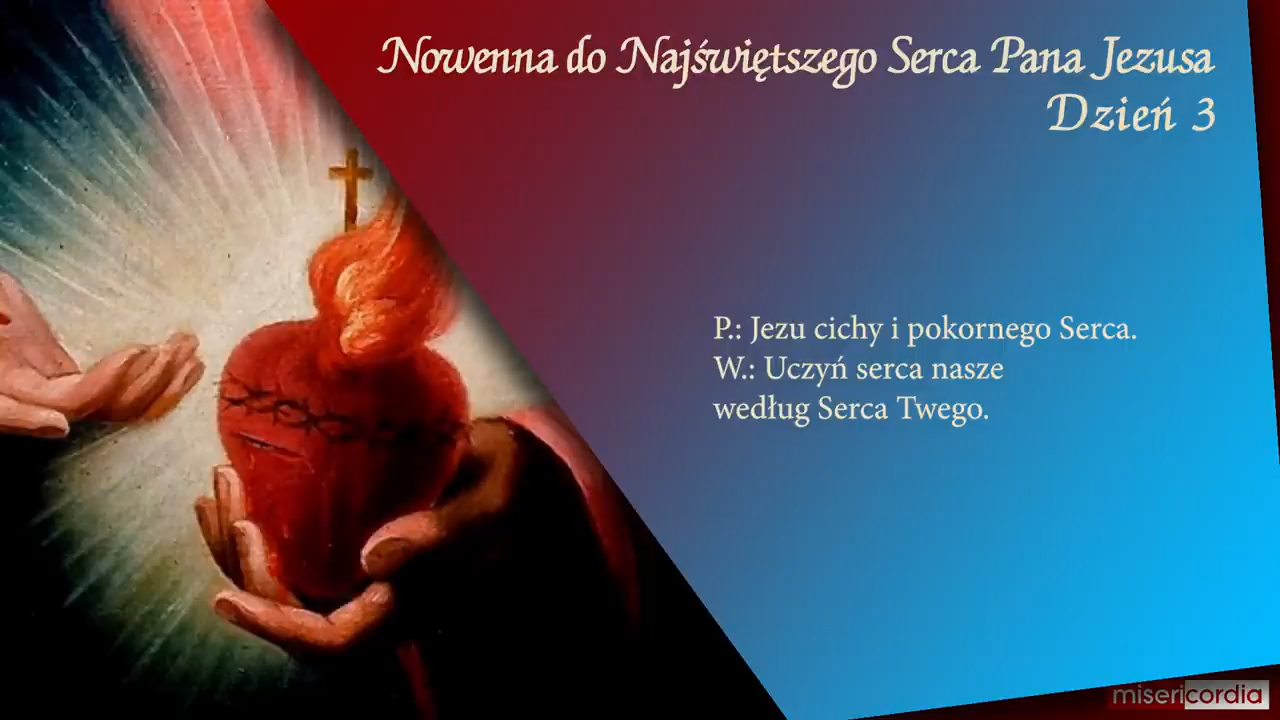 Nowenna do Najświętszego Serca Pana Jezusa
Dzień 3
P.: Jezu cichy i pokornego Serca.
W.: Uczyń serca nasze
według Serca Twego.
misericordia